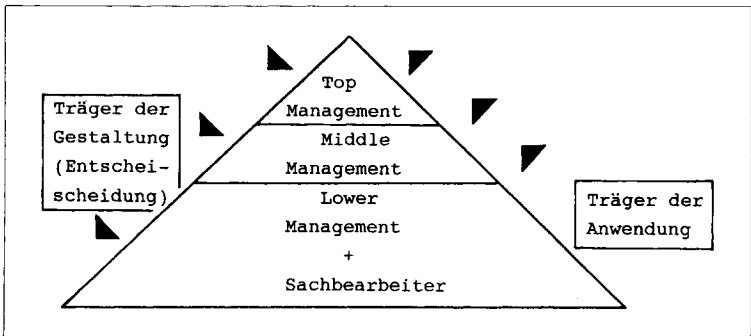 Top
Management
Träger der
Gestaltung
(Entschei-
scheidung)
Middle
Management
Lower
Management
+
Sachbearbeiter
Träger der
Anwendung